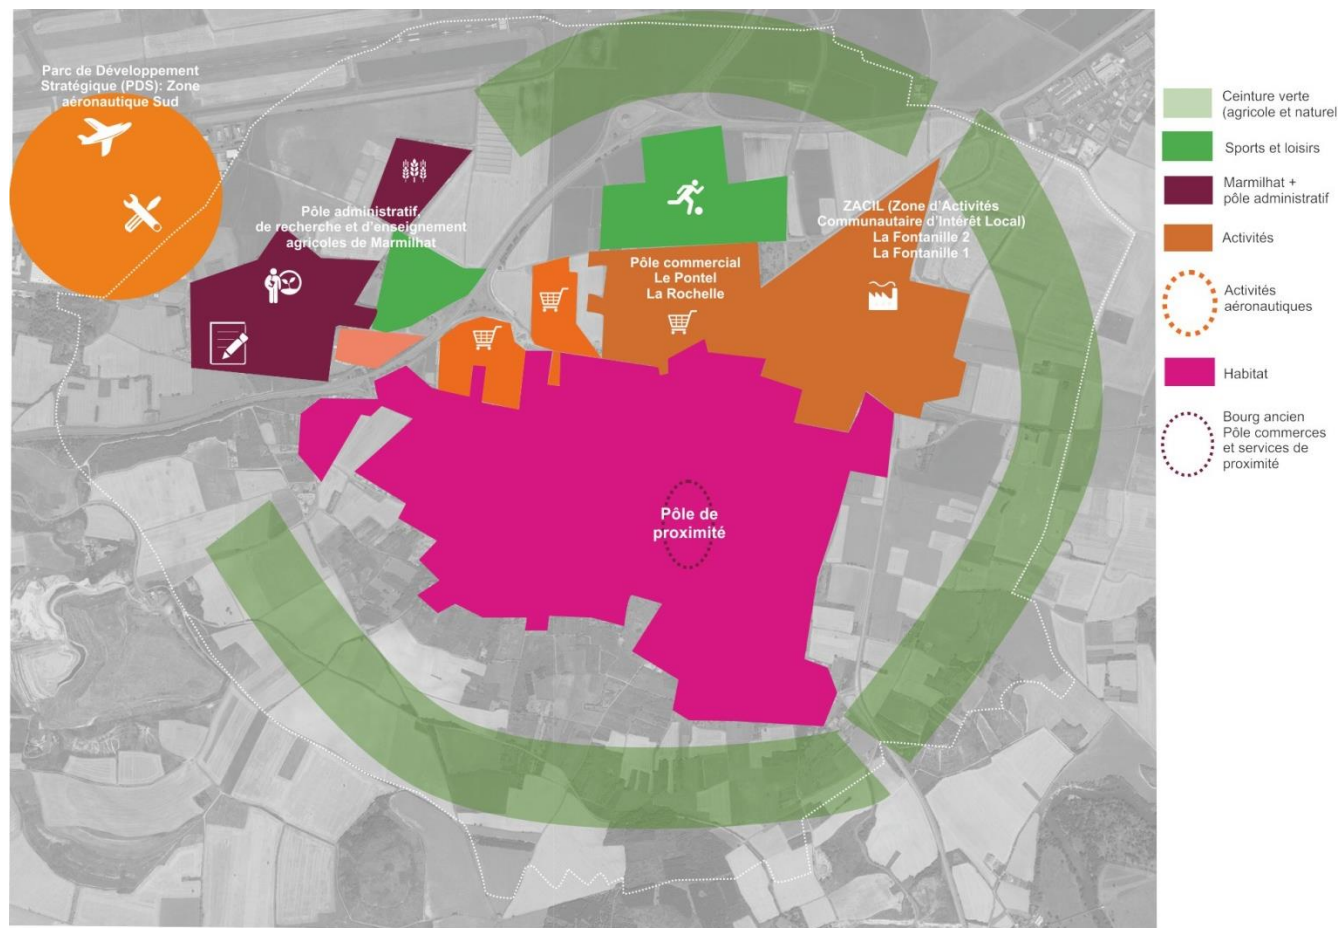 Parc de Développement
Stratégique (PDS): Zone
aéronautique Sud
Pôle administratif,
de recherche et d'enseignement
agricoles de Marmilhat
Pôle commercial
Le Pontel
La Rochelle
ZACIL (Zone d'Activités
Communautaire d'Intérêt Local)
La Fontanille 2
La Fontanille 1
Pôle de
proximité
Ceinture verte
(agricole et naturel
Sports et loisirs
Marmilhat +
pôle administratif
Activités
Activités
aéronautiques
Habitat
Bourg ancien
Pôle commerces
et services de
proximité